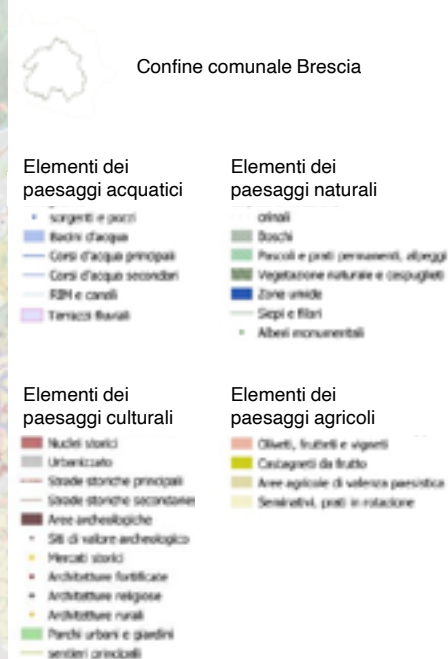 Confine comunale Brescia
Elementi dei
paesaggi acquatici
sorgenti e pozzi
Bacini d'acqua
Corsi d'acqua principali
Corsi d'acqua secondari
RIM e canali
Terrazzi fluviali
Elementi dei
paesaggi naturali
crinali
Boschi
Pascoli e prati permanenti, alpeggi
Vegetazione naturale e cespuglieti
Zone umide
Siepi e filari
Alberi monumentali
Elementi dei
paesaggi culturali
Nuclei storici
Urbanizzato
Strade storiche principali
Strade storiche secondarie
Aree archeologiche
Siti di valore archeologico
Mercati storici
Architetture fortificate
Architetture religiose
Architetture rurali
Parchi urbani e giardini
sentieri principali
Elementi dei
paesaggi agricoli
Oliveti, frutteti e vigneti
Castagneti da frutto
Aree agricole di valenza paesistica
Seminativi, prati in rotazione